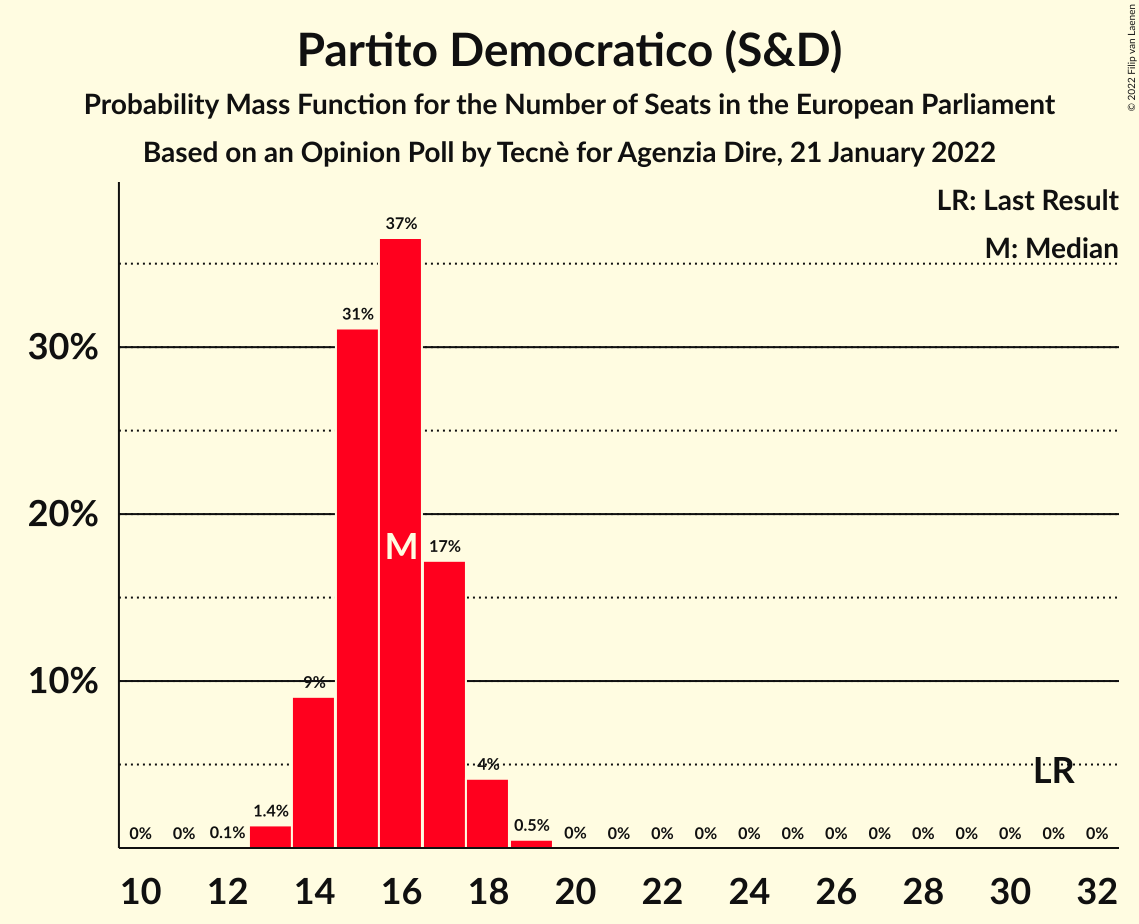 Partito Democratico (S&D)
Probability Mass Function for the Number of Seats in the European Parliament
Based on an Opinion Poll by Tecnè for Agenzia Dire, 21 January 2022
© 2022 Filip van Laenen
LR: Last Result
M: Median
37%
31%
30%
M
17%
20%
9%
10%
4%
LR
1.4%
0.5%
0% 0% 0.1% 0% 0% 0% 0% 0% 0% 0% 0% 0% 0% 0% 0% 0%
10 12 14 16 18 20 22 24 26 28 30 32